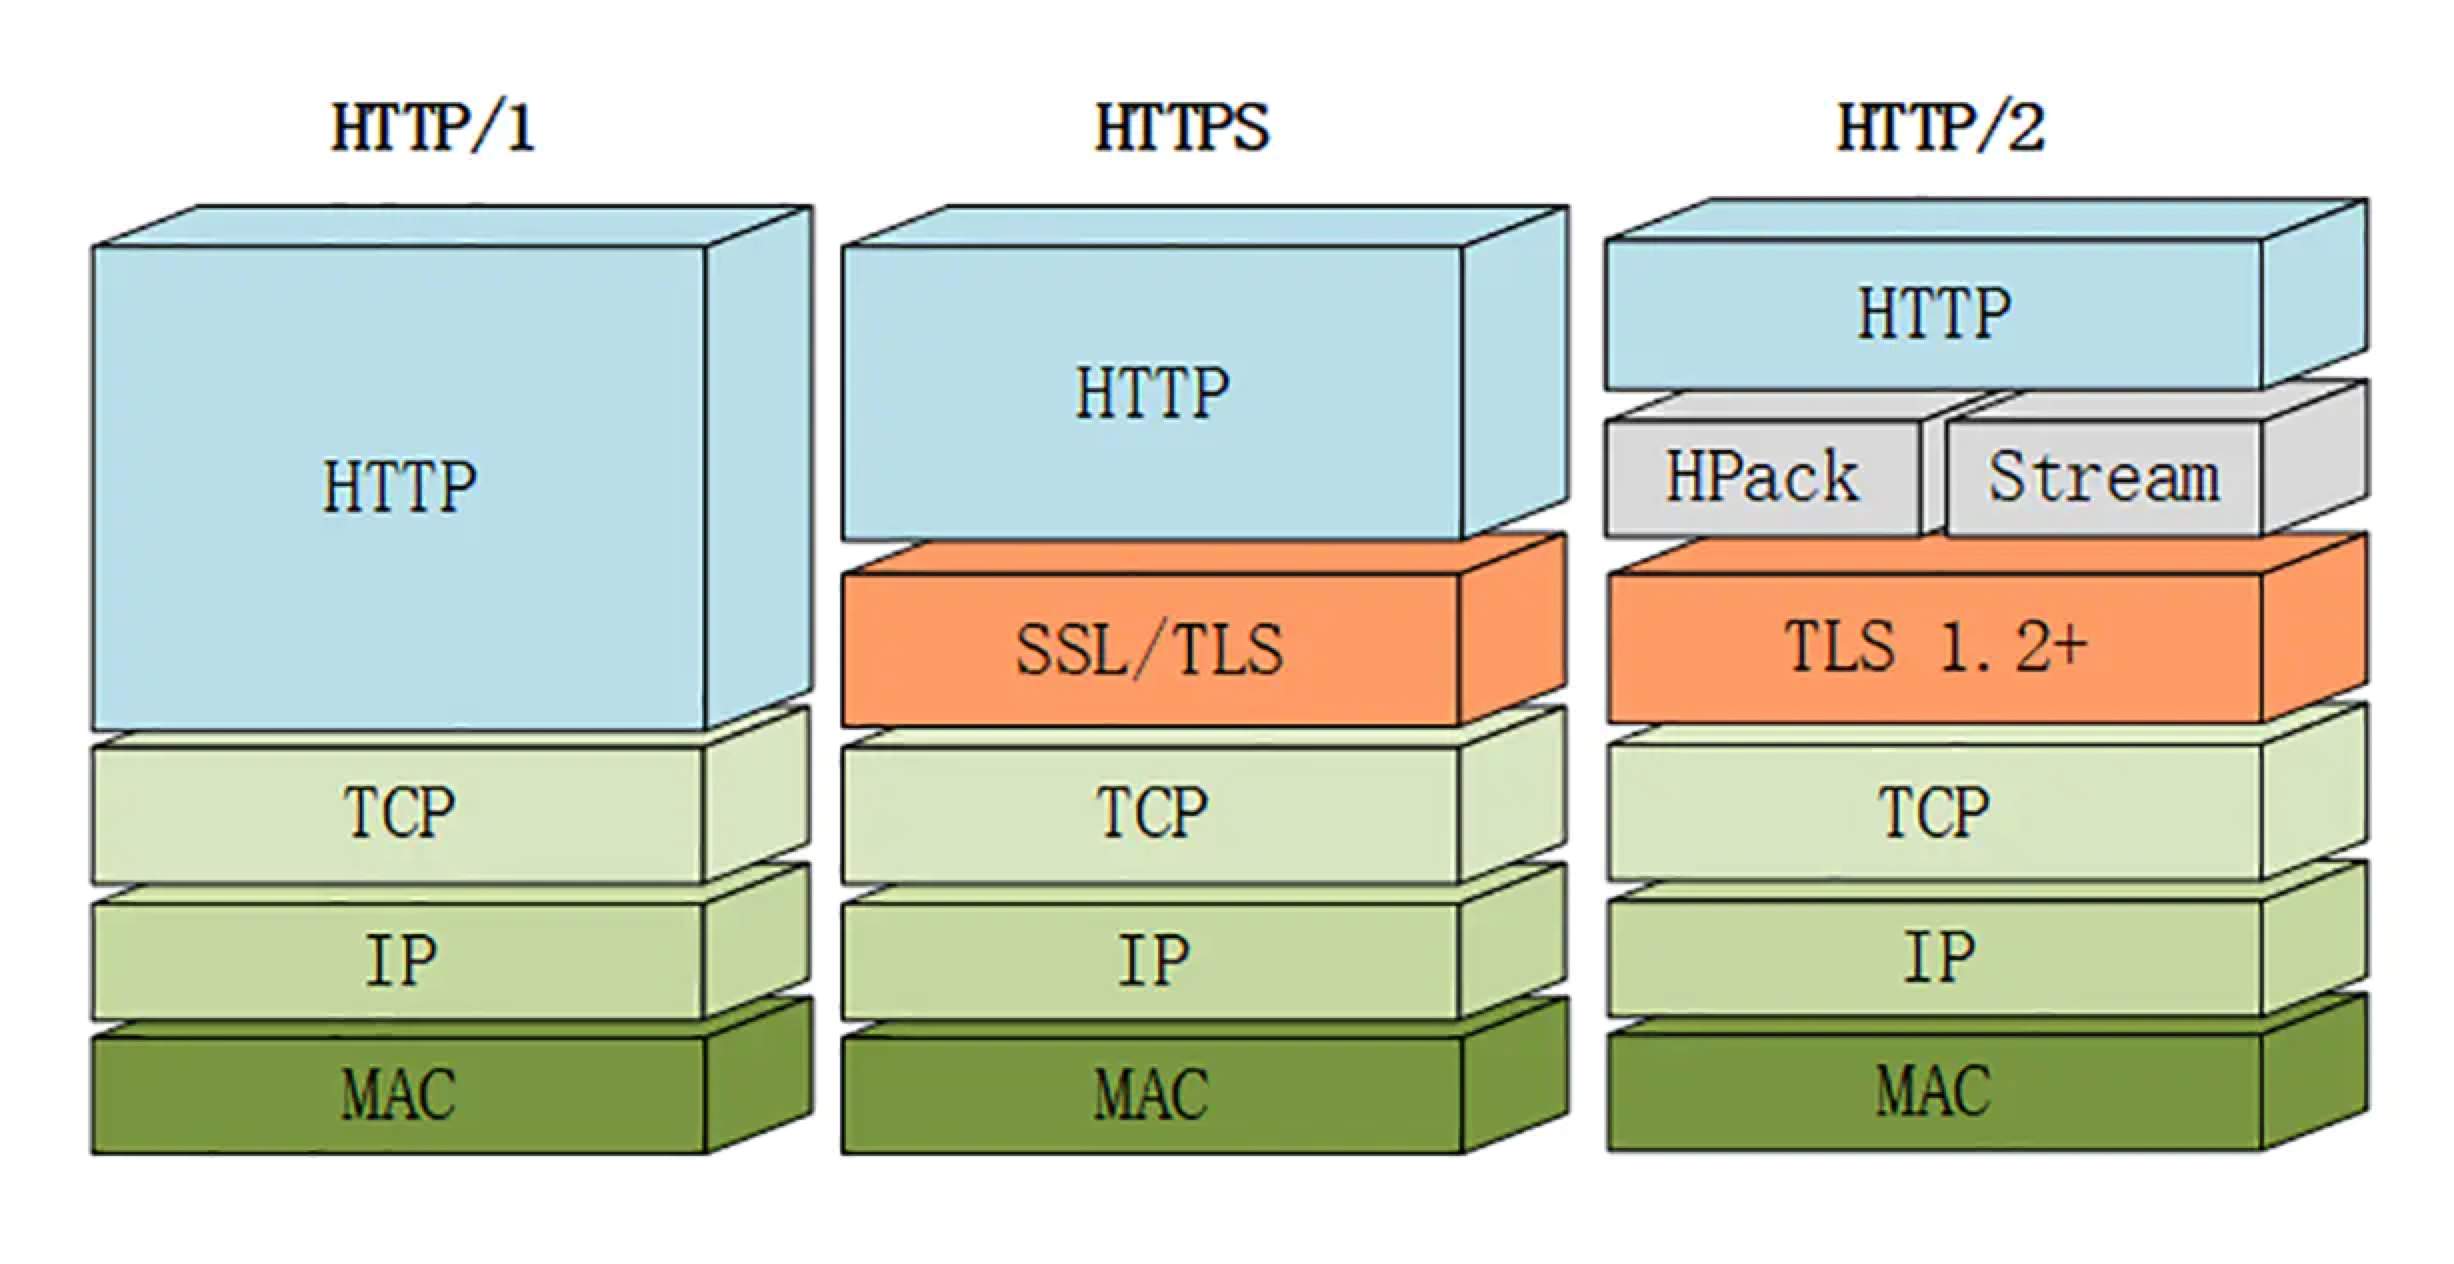 HTTP/1
HTTP
TCP
IP
MAC
HTTPS
HTTP
SSL/TLS
TCP
IP
MAC
HTTP/2
HTTP
HPack
Stream
TLS 1.2+
TCP
IP
MAC